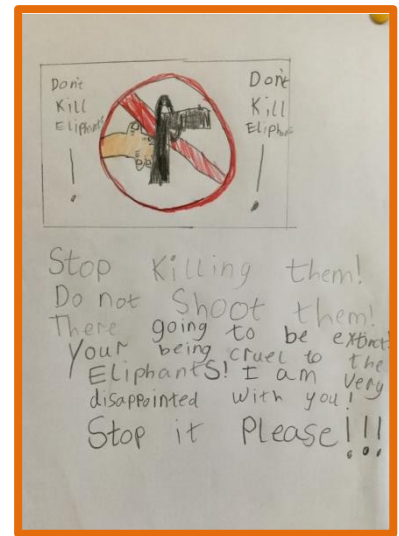 Don't
Kill
Eliphants
!
Don't
Kill
Eliphants
!
Stop Killing them!
Do not Shoot them!
There going to be extinct
Your being cruel to the
Eliphants! I am very
disappointed with you!
Stop it Please!!!